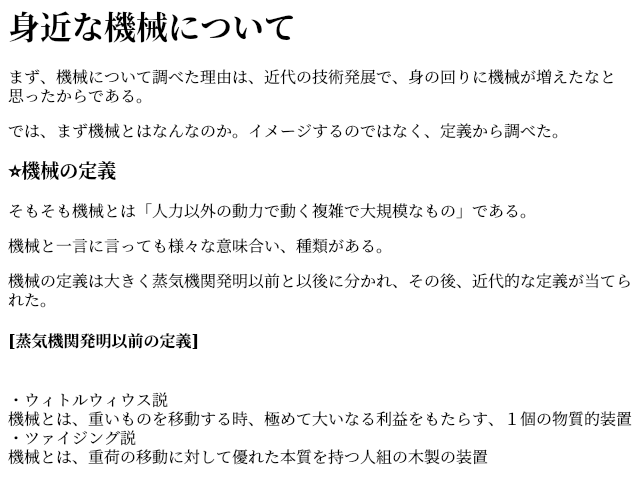 身近な機械について
まず、機械について調べた理由は、近代の技術発展で、身の回りに機械が増えたなと
思ったからである。
では、まず機械とはなんなのか。イメージするのではなく、定義から調べた。
☆機械の定義
そもそも機械とは「人力以外の動力で動く複雑で大規模なもの」である。
機械と一言に言っても様々な意味合い、種類がある。
機械の定義は大きく蒸気機関発明以前と以後に分かれ、その後、近代的な定義が当てら
れた。
[蒸気機関発明以前の定義]
・ウィトルウィウス説
機械とは、重いものを移動する時、極めて大いなる利益をもたらす、１個の物質的装置
・ツァイジング説
機械とは、重荷の移動に対して優れた本質を持つ人組の木製の装置